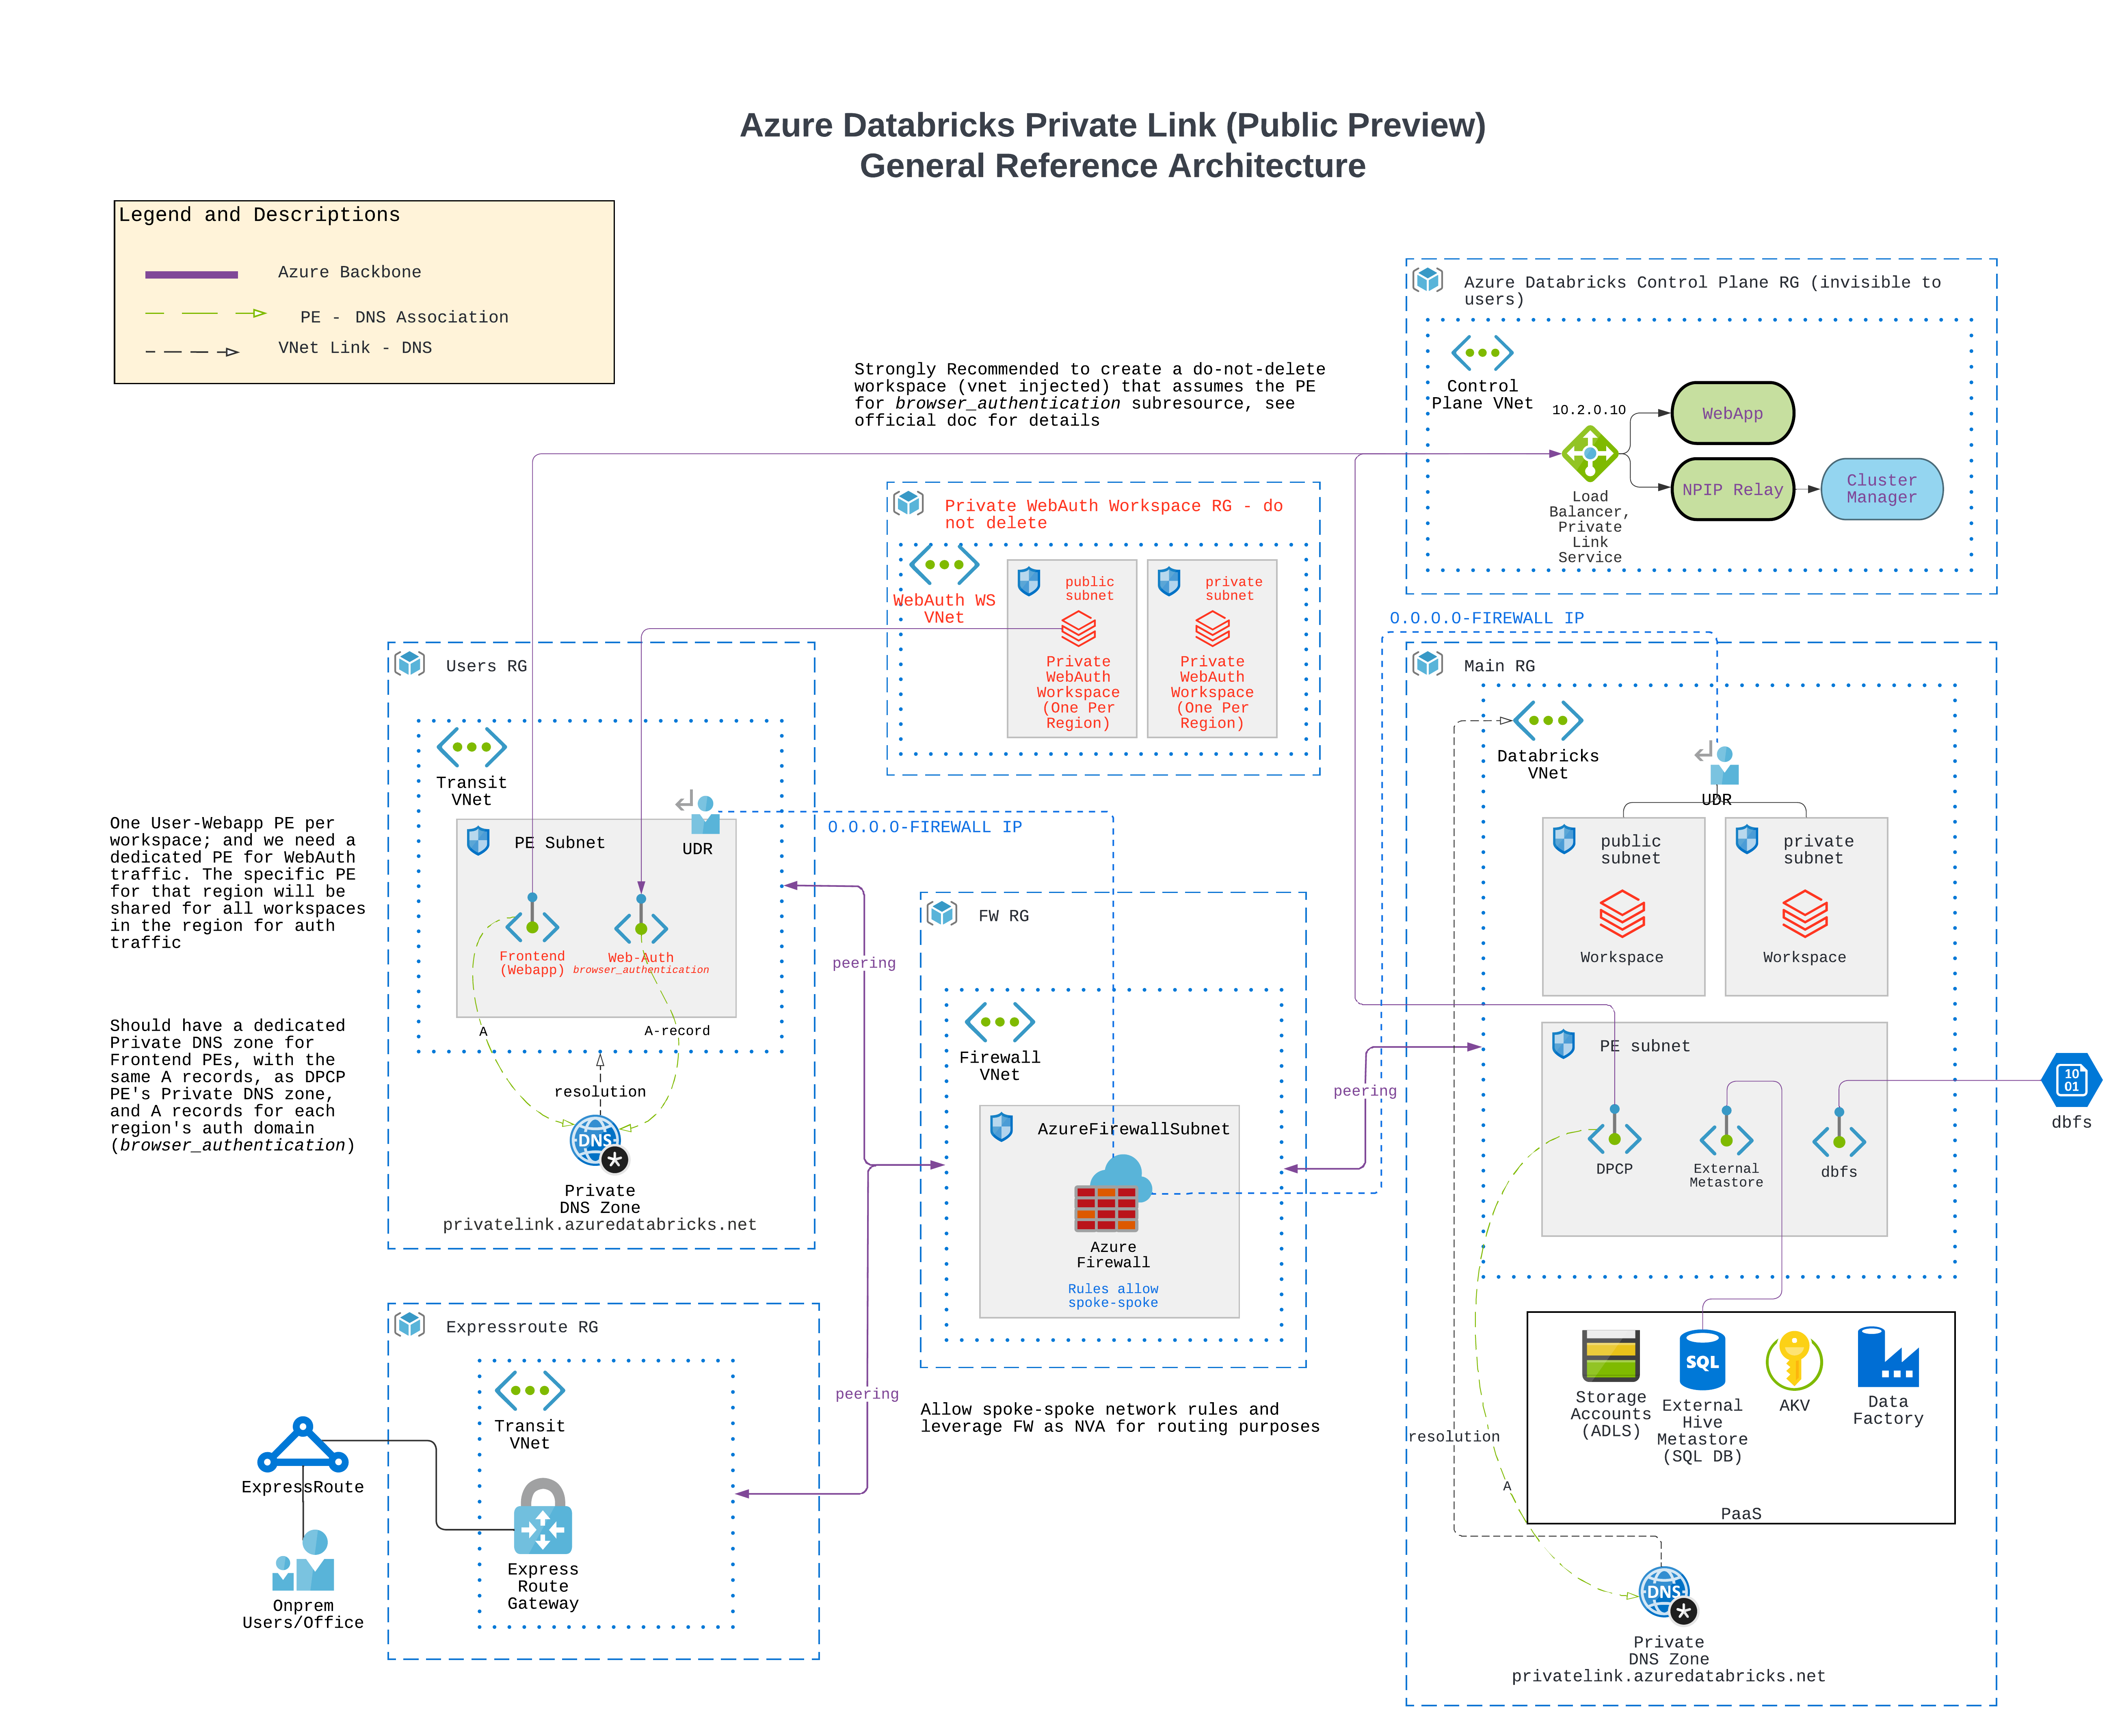 Azure Databricks Private Link (Public Preview)
General Reference Architecture
Legend and Descriptions
Azure Backbone
PE - DNS Association
VNet Link - DNS
Strongly Recommended to create a do-not-delete
workspace (vnet injected) that assumes the PE
for browser_authentication subresource, see
official doc for details
Azure Databricks Control Plane RG (invisible to
users)
Control
Plane VNet
10.2.0.10
WebApp
NPIP Relay
Cluster
Manager
Load
Balancer,
Private
Link
Service
Private WebAuth Workspace RG - do
not delete
WebAuth WS
VNet
public
subnet
Private
WebAuth
Workspace
(One Per
Region)
private
subnet
Private
WebAuth
Workspace
(One Per
Region)
Users RG
Transit
VNet
PE Subnet
UDR
Frontend
(Webapp)
Web-Auth
browser_authentication
A
A-record
resolution
DNS
Private
DNS Zone
privatelink.azuredatabricks.net
One User-Webapp PE per
workspace; and we need a
dedicated PE for WebAuth
traffic. The specific PE
for that region will be
shared for all workspaces
in the region for auth
traffic
Should have a dedicated
Private DNS zone for
Frontend PEs, with the
same A records, as DPCP
PE's Private DNS zone,
and A records for each
region's auth domain
(browser_authentication)
0.0.0.0-FIREWALL IP
peering
FW RG
Firewall
VNet
AzureFirewallSubnet
Azure
Firewall
Rules allow
spoke-spoke
peering
Allow spoke-spoke network rules and
leverage FW as NVA for routing purposes
peering
Expressroute RG
Transit
VNet
Express
Route
Gateway
ExpressRoute
Onprem
Users/Office
0.0.0.0-FIREWALL IP
Main RG
Databricks
VNet
UDR
public
subnet
Workspace
private
subnet
Workspace
PE subnet
DPCP
External
Metastore
dbfs
10
01
dbfs
Storage
Accounts
(ADLS)
SQL
External
Hive
Metastore
(SQL DB)
AKV
Data
Factory
PaaS
resolution
A
DNS
Private
DNS Zone
privatelink.azuredatabricks.net